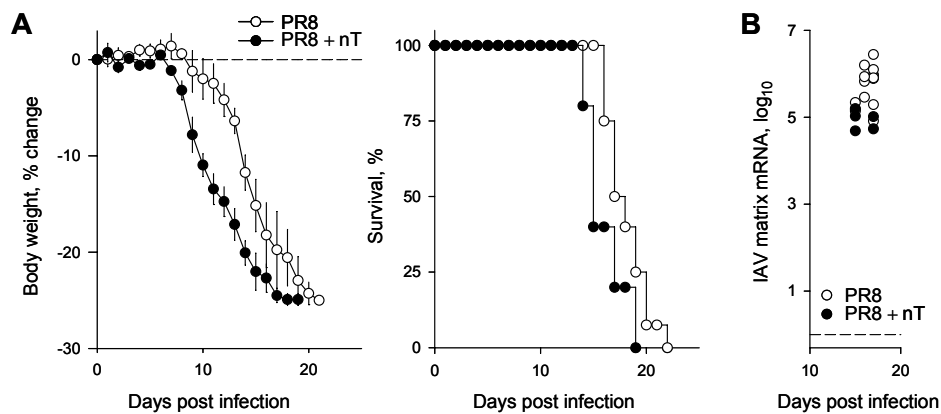 A
PR8
PR8 + nT
0
-10
-20
-30
Body weight, % change
0
10
20
Days post infection
100
75
50
25
0
Survival, %
0
10
20
Days post infection
B
7
5
3
1
IAV matrix mRNA, log10
PR8
PR8 + nT
10
20
Days post infection